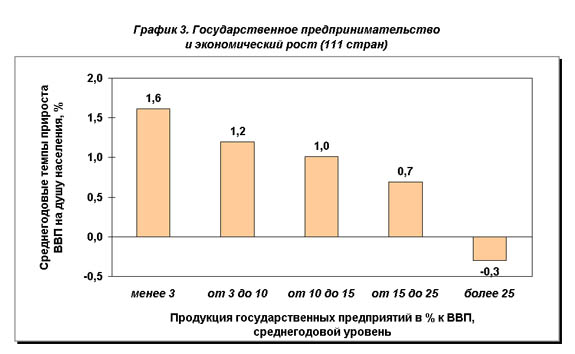 График 3. Государственное предпринимательство
и экономический рост (111 стран)
Среднегодовые темпы прироста
ВВП на душу населения, %
2,0
1,5
1,0
0,5
0,0
-0,5
1,6
1,2
1,0
0,7
-0,3
менее 3
от 3 до 10
от 10 до 15
от 15 до 25
более 25
Продукция государственных предприятий в % к ВВП,
среднегодовой уровень